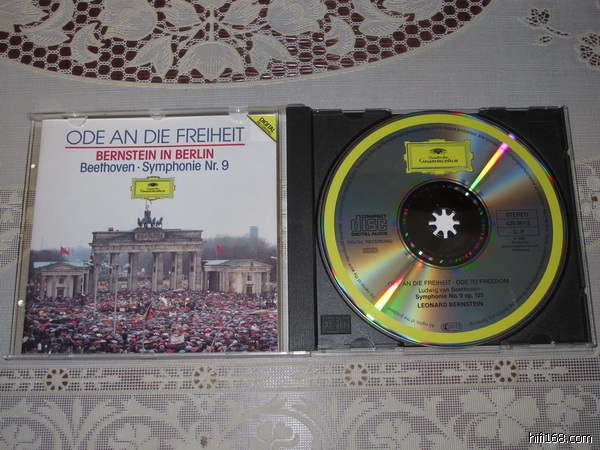 DIGITAL
ODE AN DIE FREIHEIT
BERNSTEIN IN BERLIN
Beethoven · Symphonie Nr. 9
Deutsche
Grammophon
COMPACT
disc
DIGITAL AUDIO
DIGITAL RECORDING
STEREO
ODE AN DIE FREIHEIT · ODE TO FREEDOM
Ludwig van Beethoven
Symphonie No. 9 op. 125
LEONARD BERNSTEIN
hifi168.com